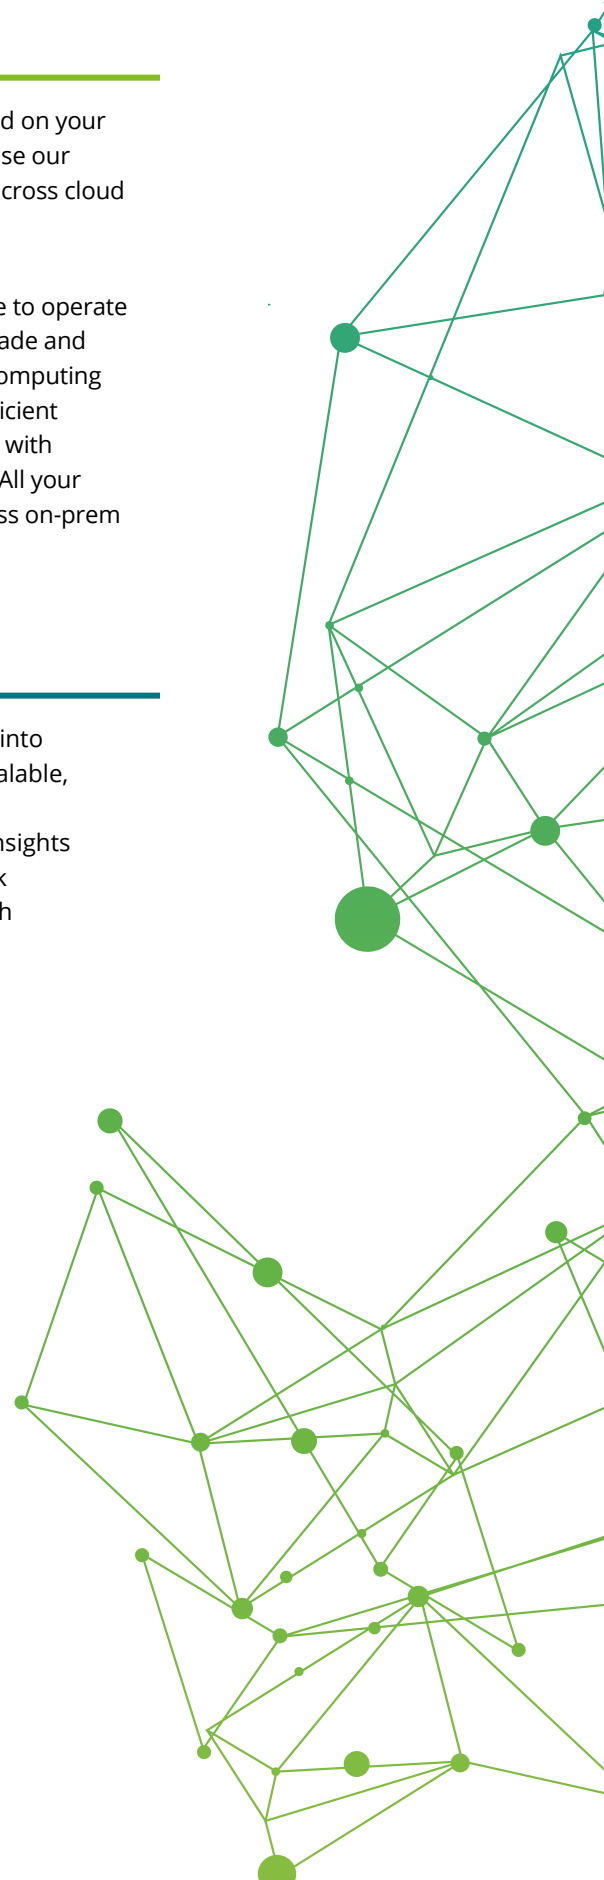 d on your
se our
cross cloud
e to operate
ade and
omputing
icient
with
All your
ss on-prem
into
alable,
nsights
k
h